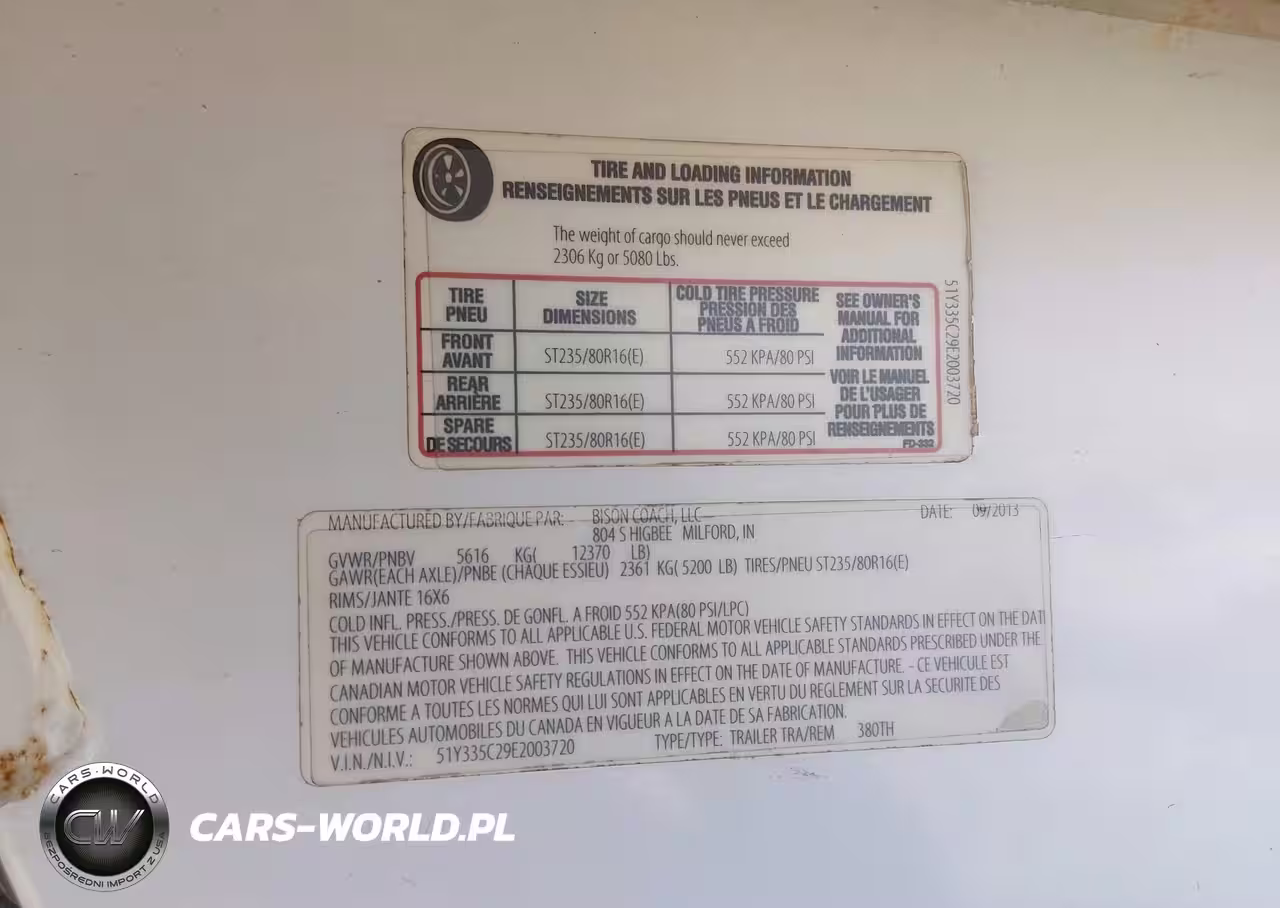 TIRE AND LOADING INFORMATION
RENSEIGNEMENTS SUR LES PNEUS ET LE CHARGEMENT
The weight of cargo should never exceed
2306 Kg or 5080 Lbs.
TIRE
PNEU
SIZE
DIMENSIONS
COLD TIRE PRESSURE
PRESSION DES
PNEUS A FROID
SEE OWNER'S
MANUAL FOR
ADDITIONAL
INFORMATION
VOIR LE MANUEL
DE L'USAGER
POUR PLUS DE
RENSEIGNEMENTS
FD-332
FRONT
AVANT
ST235/80R16(E)
552 KPA/80 PSI
REAR
ARRIÈRE
ST235/80R16(E)
552 KPA/80 PSI
SPARE
DE SECOURS
ST235/80R16(E)
552 KPA/80 PSI
51Y335C29E2003720
MANUFACTURED BY/FABRIQUE PAR: BISON COACH, LLC DATE: 09/2013
804 S HIGBEE MILFORD, IN
GVWR/PNBV 5616 KG( 12370 LB)
GAWR(EACH AXLE)/PNBE (CHAQUE ESSIEU) 2361 KG( 5200 LB) TIRES/PNEU ST235/80R16(E)
RIMS/JANTE 16X6
COLD INFL. PRESS./PRESS. DE GONFL. A FROID 552 KPA(80 PSI/LPC)
THIS VEHICLE CONFORMS TO ALL APPLICABLE U.S. FEDERAL MOTOR VEHICLE SAFETY STANDARDS IN EFFECT ON THE DAT
OF MANUFACTURE SHOWN ABOVE. THIS VEHICLE CONFORMS TO ALL APPLICABLE STANDARDS PRESCRIBED UNDER THE
CANADIAN MOTOR VEHICLE SAFETY REGULATIONS IN EFFECT ON THE DATE OF MANUFACTURE. - CE VEHICULE EST
CONFORME A TOUTES LES NORMES QUI LUI SONT APPLICABLES EN VERTU DU REGLEMENT SUR LA SECURITE DES
VEHICULES AUTOMOBILES DU CANADA EN VIGUEUR A LA DATE DE SA FABRICATION.
V.I.N./N.I.V.: 51Y335C29E2003720 TYPE/TYPE: TRAILER TRA/REM 380TH
CARS-WORLD
CW
BEZPOŚREDNI IMPORT Z USA
CARS-WORLD.PL